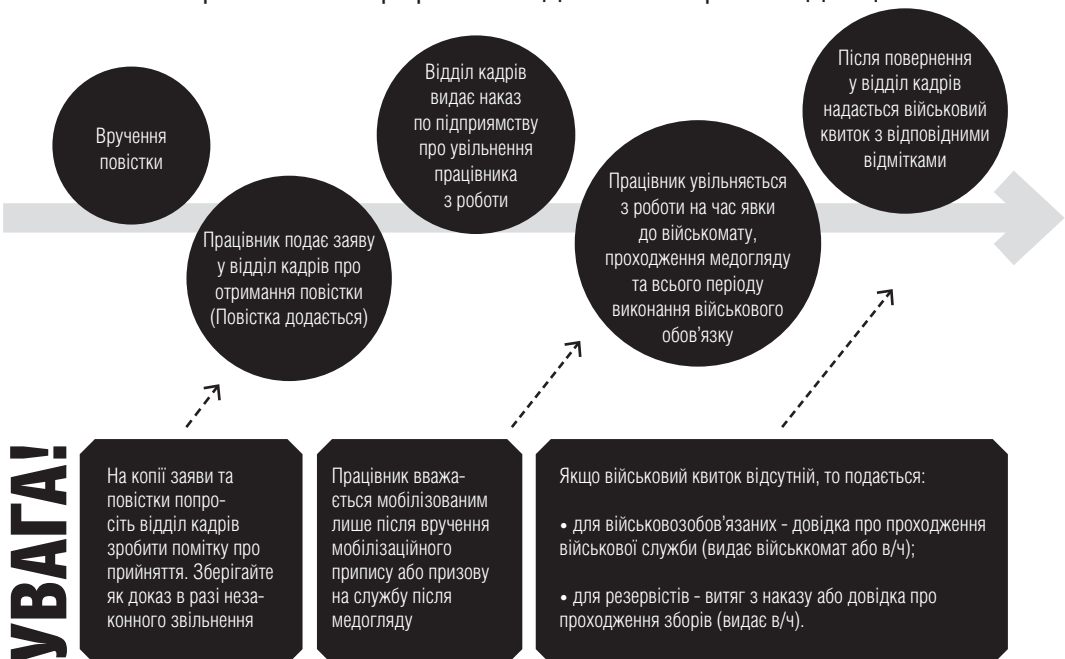 Вручення
повістки
Працівник подає заяву
у відділ кадрів про
отримання повістки
(Повістка додається)
Відділ кадрів
видає наказ
по підприємству
про увільнення
працівника
з роботи
Працівник увільняється
з роботи на час явки
до військомату,
проходження медогляду
та всього періоду
виконання військового
обов’язку
Після повернення
у відділ кадрів
надається військовий
квиток з відповідними
відмітками
УВАГА!
На копії заяви та
повістки попро-
сіть відділ кадрів
зробити помітку про
прийняття. Зберігайте
як доказ в разі неза-
конного звільнення
Працівник вважа-
ється мобілізованим
лише після вручення
мобілізаційного
припису або призову
на службу після
медогляду
Якщо військовий квиток відсутній, то подається:
• для військовозобов’язаних - довідка про проходження
військової служби (видає військкомат або в/ч);
• для резервістів - витяг з наказу або довідка про
проходження зборів (видає в/ч).